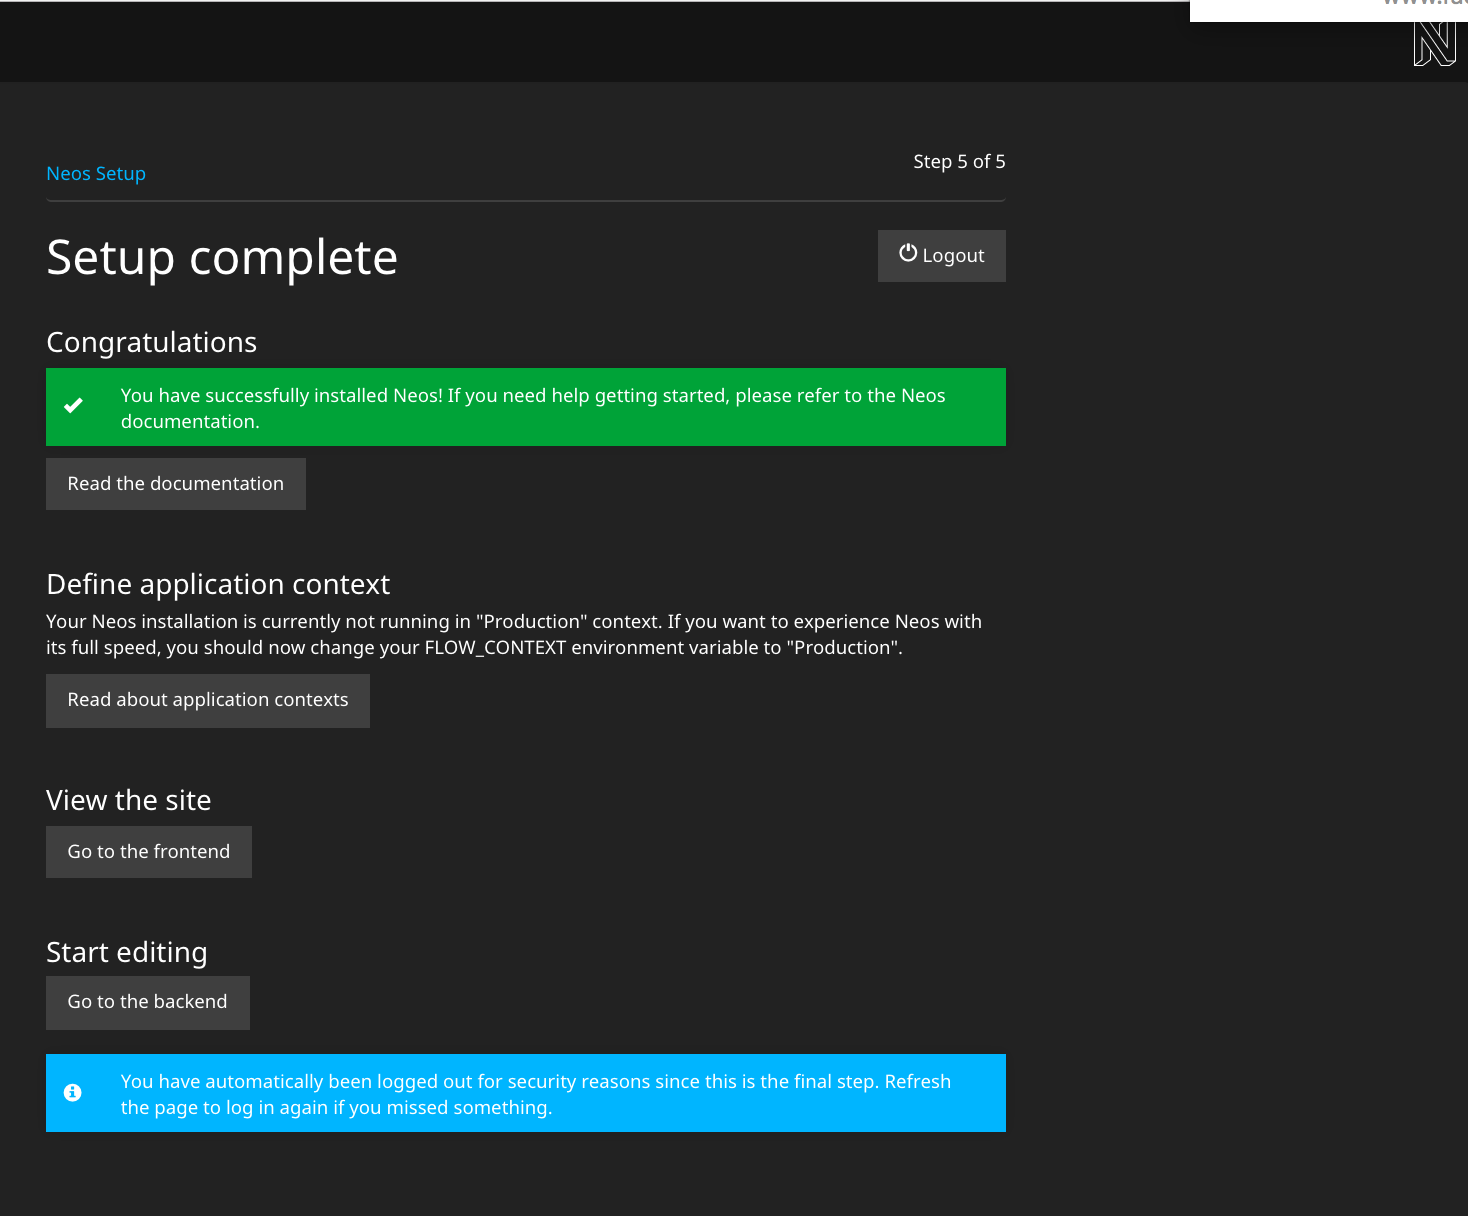 Neos Setup
Step 5 of 5
Setup complete
Logout
Congratulations
You have successfully installed Neos! If you need help getting started, please refer to the Neos
documentation.
Read the documentation
Define application context
Your Neos installation is currently not running in "Production" context. If you want to experience Neos with
its full speed, you should now change your FLOW_CONTEXT environment variable to "Production".
Read about application contexts
View the site
Go to the frontend
Start editing
Go to the backend
You have automatically been logged out for security reasons since this is the final step. Refresh
the page to log in again if you missed something.